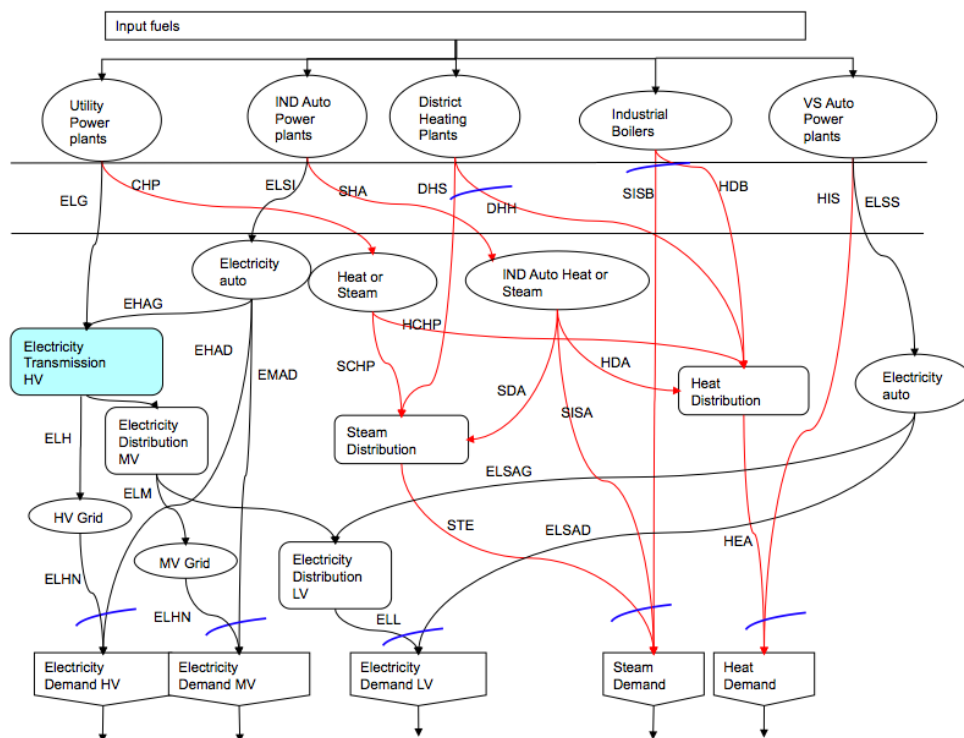 Input fuels
Utility
Power
plants
IND Auto
Power
plants
District
Heating
Plants
Industrial
Boilers
VS Auto
Power
plants
ELG
CHP
ELSI
SHA
DHS
DHH
SISB
HDB
HIS
ELSS
Electricity
auto
Heat or
Steam
IND Auto Heat or
Steam
EHAG
Electricity
Transmission
HV
EHAD
EMAD
HCHP
SCHP
HDA
SDA
SISA
Heat
Distribution
Electricity
auto
ELH
Electricity
Distribution
MV
Steam
Distribution
ELSAG
ELM
HV Grid
STE
ELSAD
HEA
MV Grid
Electricity
Distribution
LV
ELHN
ELHN
ELL
Electricity
Demand HV
Electricity
Demand MV
Electricity
Demand LV
Steam
Demand
Heat
Demand